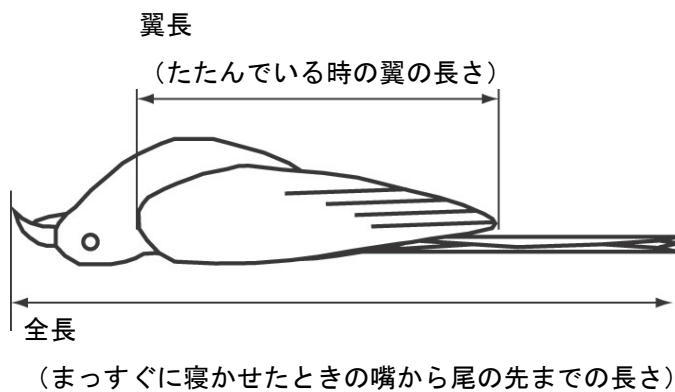 翼長
（たたんでいる時の翼の長さ）
全長
（まっすぐに寝かせたときの嘴から尾の先までの長さ）